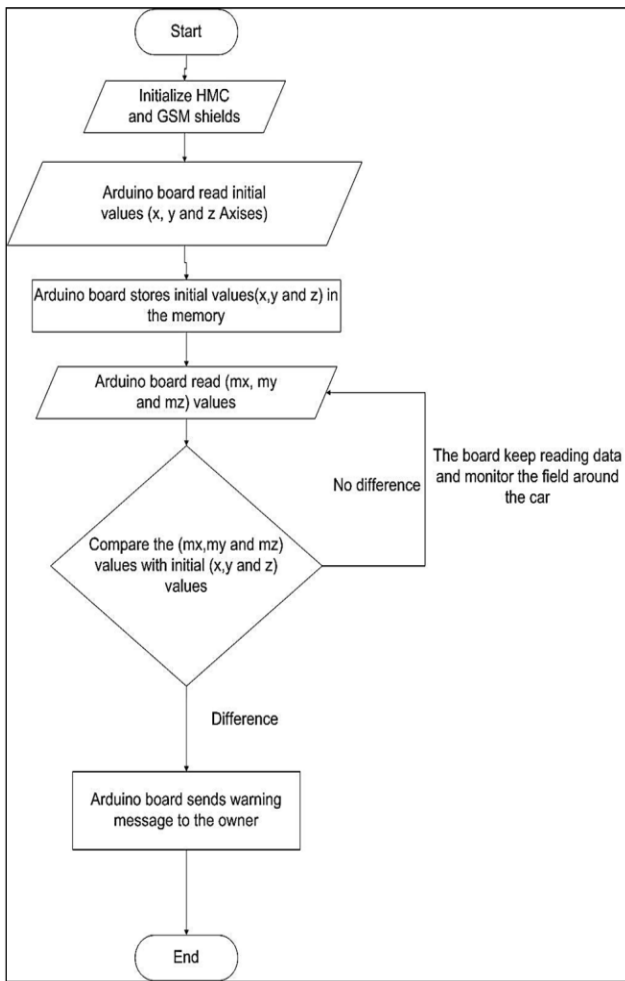 Start
Initialize HMC
and GSM shields
Arduino board read initial
values (x, y and z Axises)
Arduino board stores initial values(x,y and z) in
the memory
Arduino board read (mx, my
and mz) values
The board keep reading data
and monitor the field around
the car
No difference
Compare the (mx,my and mz)
values with initial (x,y and z)
values
Difference
Arduino board sends warning
message to the owner
End